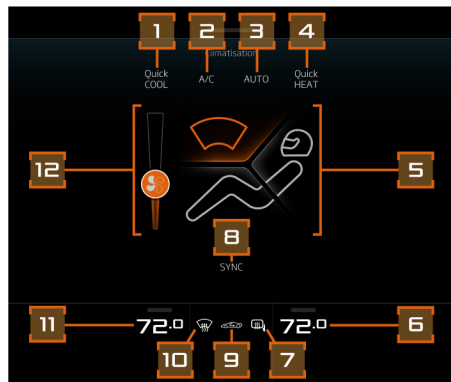 1 2 3 4
Climatisation
Quick COOL
A/C
AUTO
Quick HEAT
12
5
8
SYNC
11
72.0
72.0
6
10
9
7